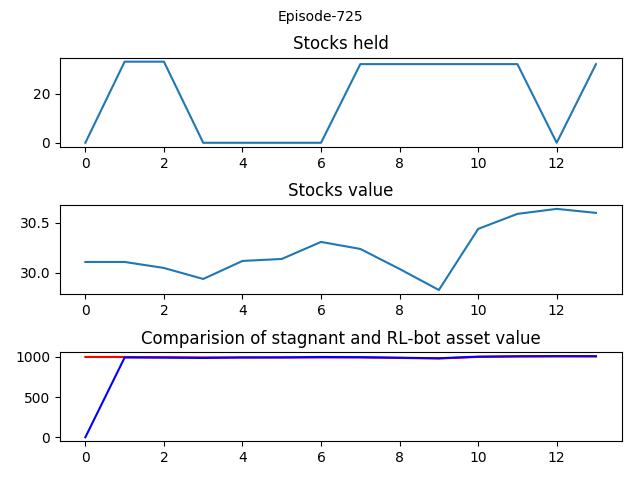 Episode-725
Stocks held
20
0
0 2 4 6 8 10 12
Stocks value
30.5
30.0
0 2 4 6 8 10 12
Comparision of stagnant and RL-bot asset value
1000
500
0
0 2 4 6 8 10 12